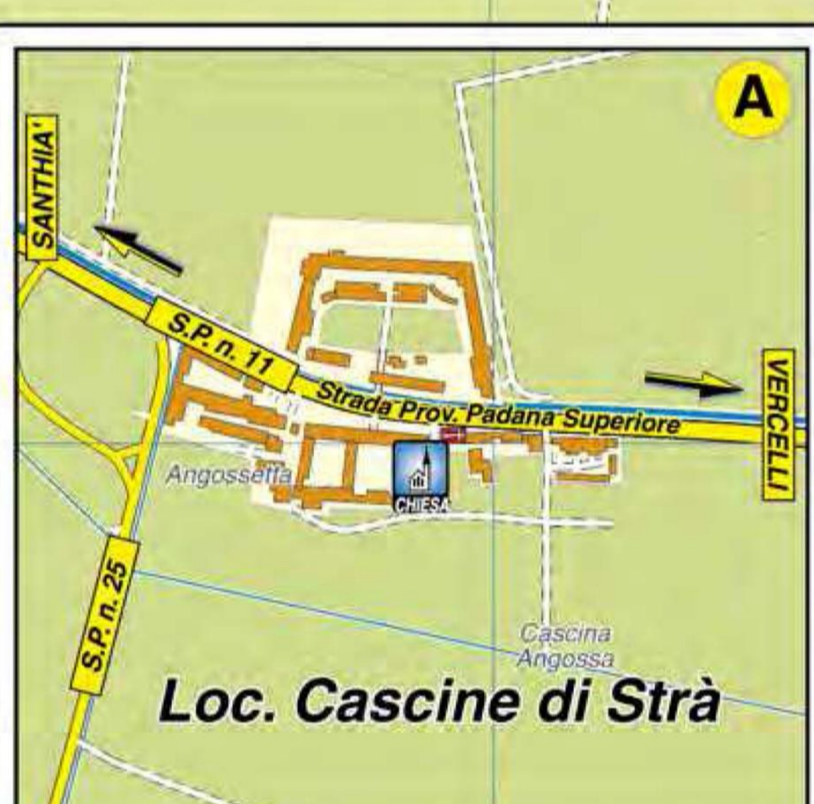 A
SANTHIA'
S.P. n. 11
Strada Prov. Padana Superiore
VERCELLI
Angossetta
CHIESA
S.P. n. 25
Cascina
Angossa
Loc. Cascine di Strà